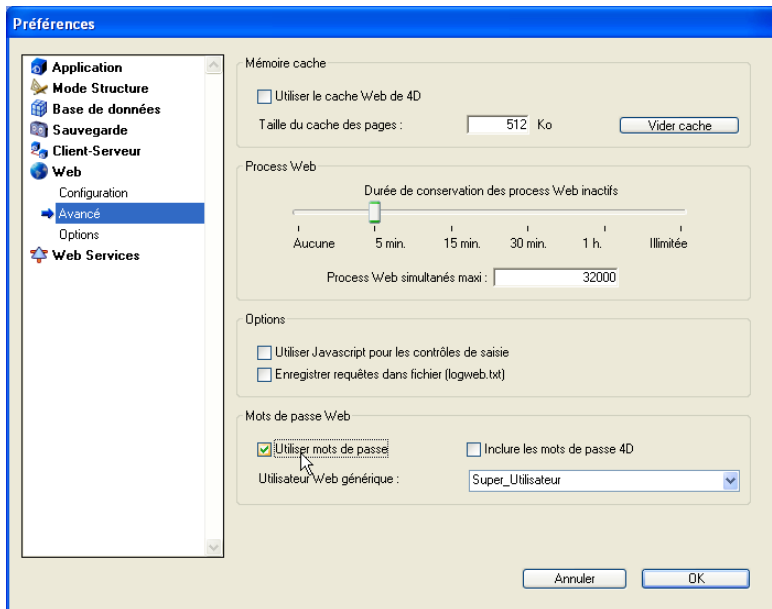 Préférences
Application
Mode Structure
Base de données
Sauvegarde
Client-Serveur
Web
Configuration
Avancé
Options
Web Services
Mémoire cache
Utiliser le cache Web de 4D
Taille du cache des pages : 512 Ko Vider cache
Process Web
Durée de conservation des process Web inactifs
Aucune 5 min. 15 min. 30 min. 1 h. Illimitée
Process Web simultanés maxi : 32000
Options
Utiliser Javascript pour les contrôles de saisie
Enregistrer requêtes dans fichier (logweb.txt)
Mots de passe Web
Utiliser mots de passe Inclure les mots de passe 4D
Utilisateur Web générique : Super_Utilisateur
Annuler OK